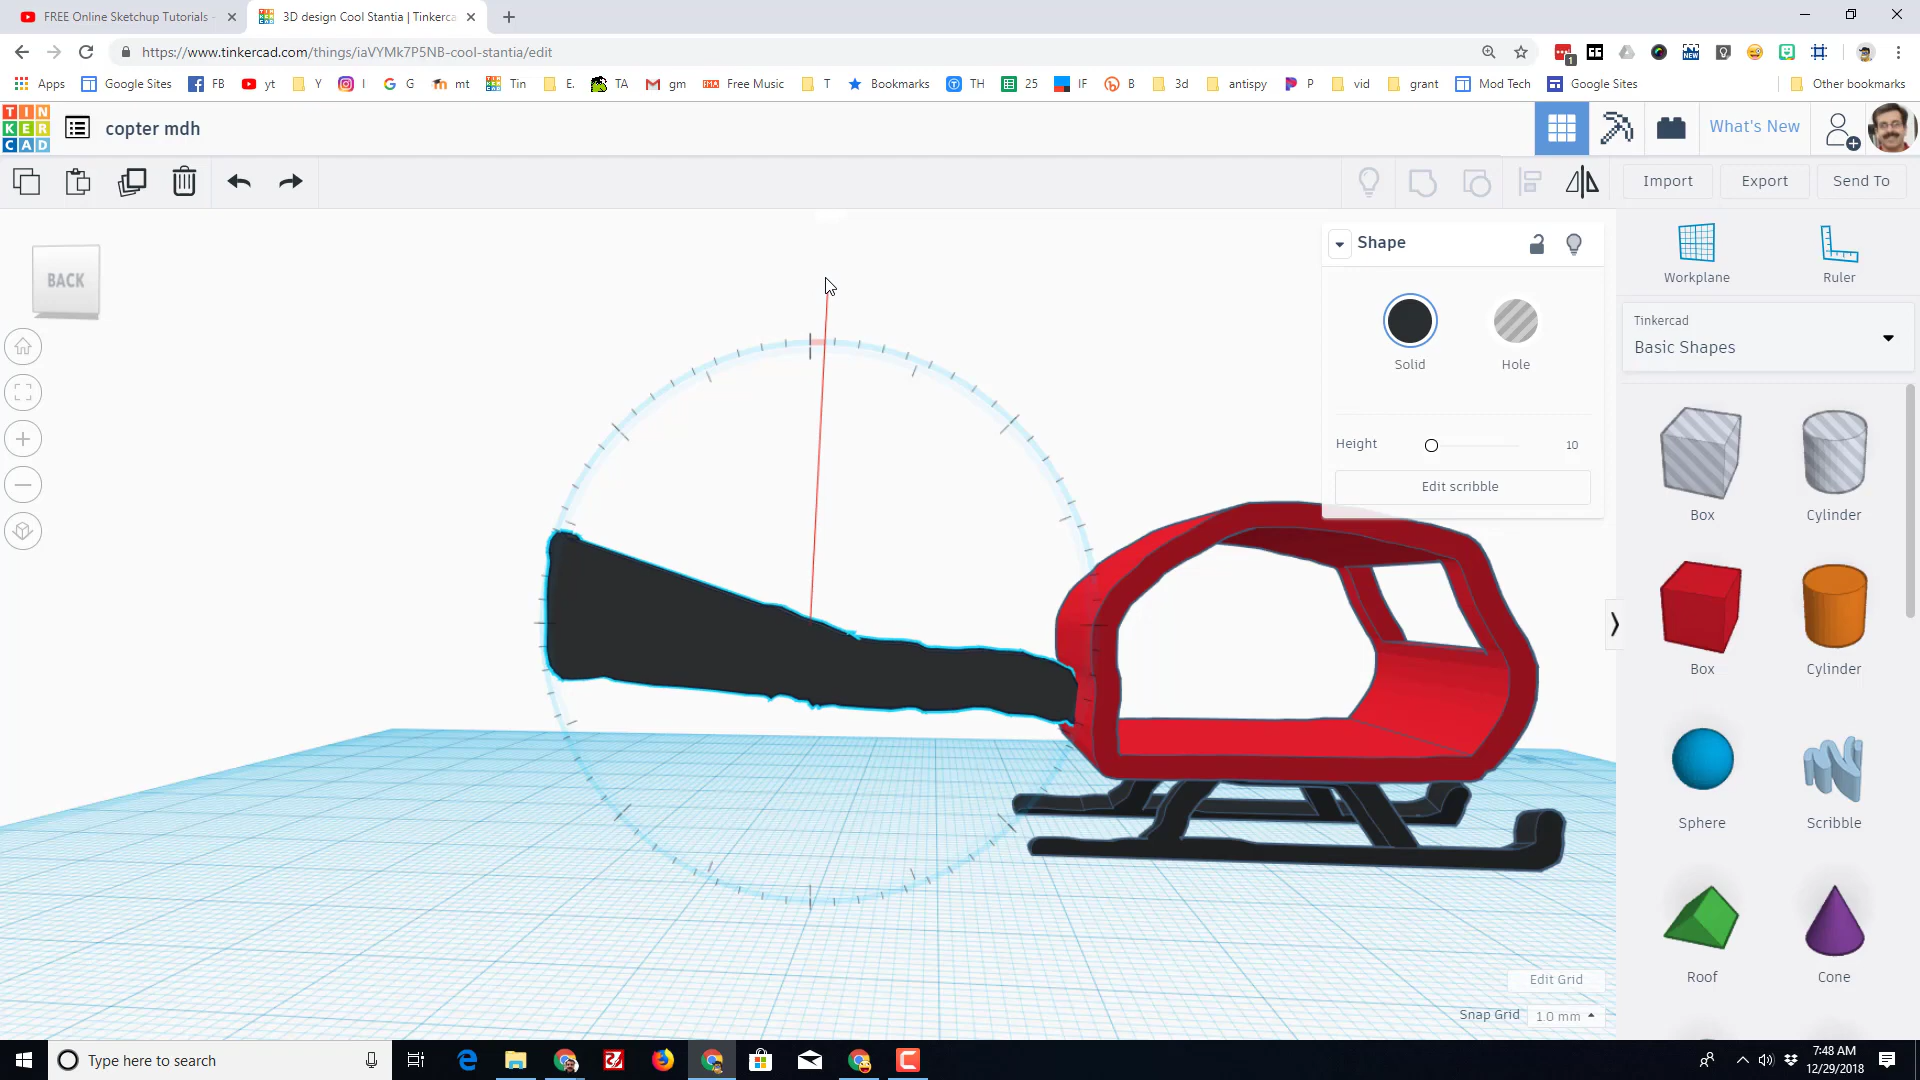 FREE Online Sketchup Tutorials
3D design Cool Stantia | Tinkerca
https://www.tinkercad.com/things/iaVYMk7P5NB-cool-stantia/edit
Apps Google Sites FB yt Y I G mt Tin E. TA gm Free Music T Bookmarks TH 25 IF B 3d antispy P vid grant Mod Tech Google Sites Other bookmarks
TIN
KER
CAD
copter mdh
What's New
Import Export Send To
BACK
Shape
Solid Hole
Height 10
Edit scribble
Workplane Ruler
Tinkercad
Basic Shapes
Box Cylinder
Box Cylinder
Sphere Scribble
Roof Cone
Edit Grid
Snap Grid 1.0 mm
Type here to search
7:48 AM
12/29/2018